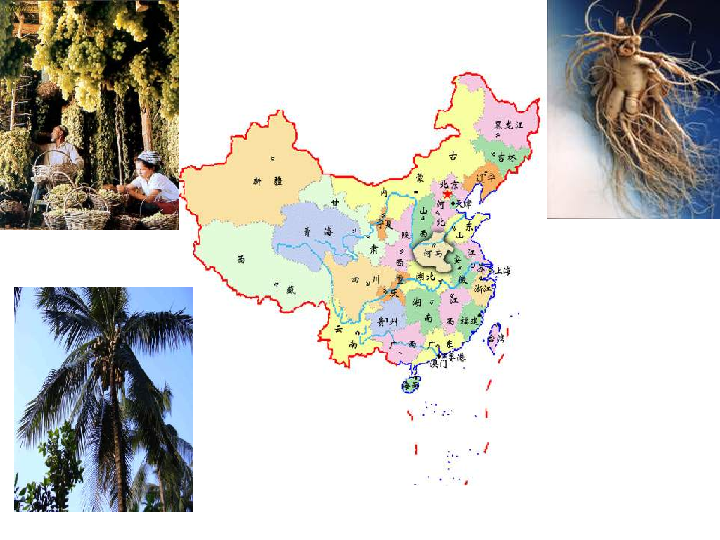 黑龙江
吉林
辽宁
内
蒙
古
北京
天津
河
北
新疆
甘
肃
宁夏
山
西
陕
西
山
东
青海
河南
江
苏
安
徽
上海
西
藏
四川
重
庆
湖北
浙江
湖
南
江
西
福建
贵州
云
南
广西
广东
台湾
香港
澳门
海南